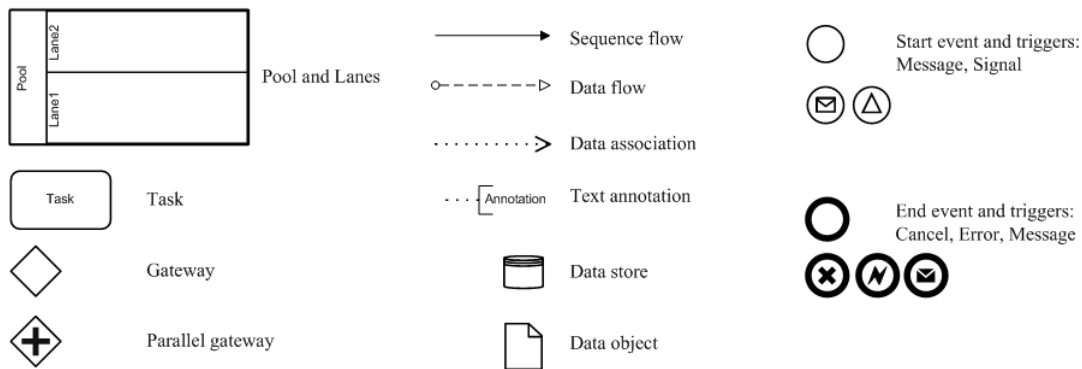 Pool
Lane2
Lane1
Pool and Lanes
Task
Task
Gateway
Parallel gateway
Sequence flow
Data flow
Data association
Annotation
Text annotation
Data store
Data object
Start event and triggers:
Message, Signal
End event and triggers:
Cancel, Error, Message